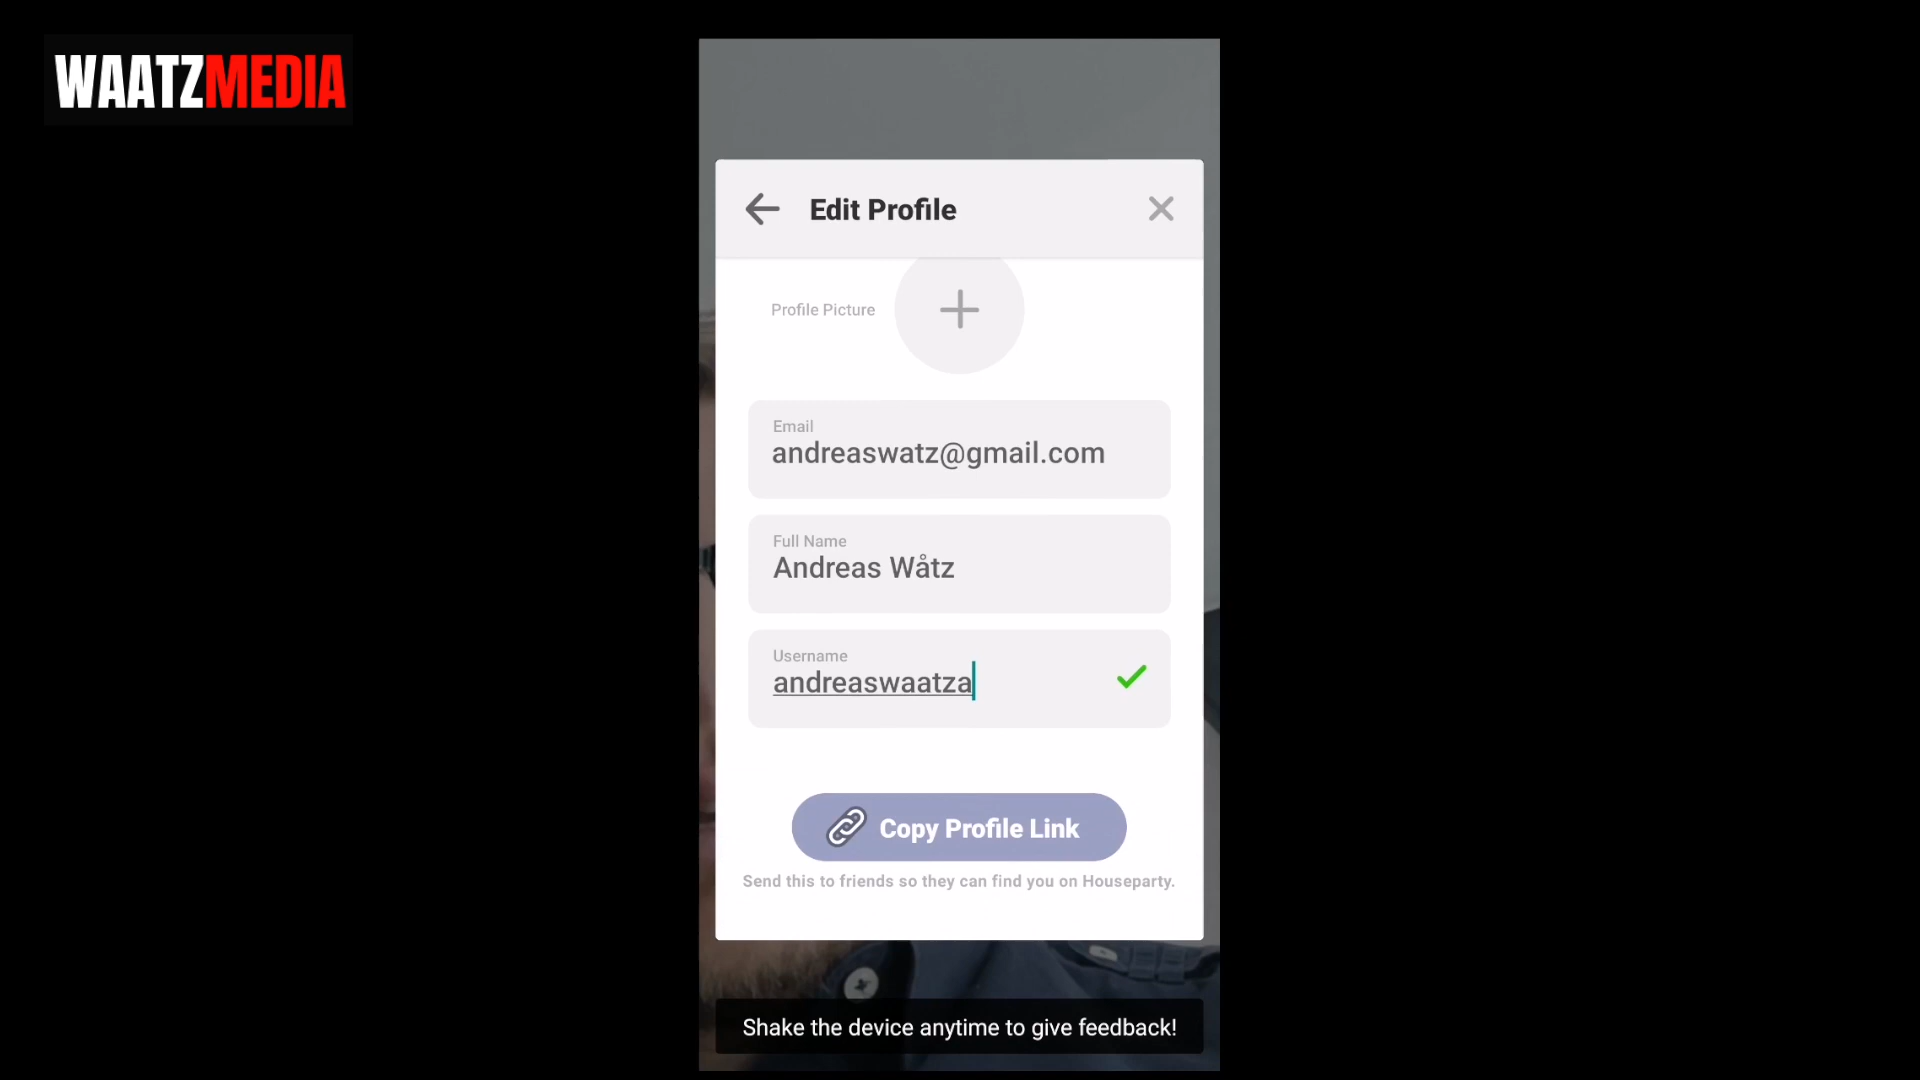 WAATZMEDIA
Edit Profile
Profile Picture
Email
andreaswatz@gmail.com
Full Name
Andreas Wåtz
Username
andreaswaatza
Copy Profile Link
Send this to friends so they can find you on Houseparty.
Shake the device anytime to give feedback!